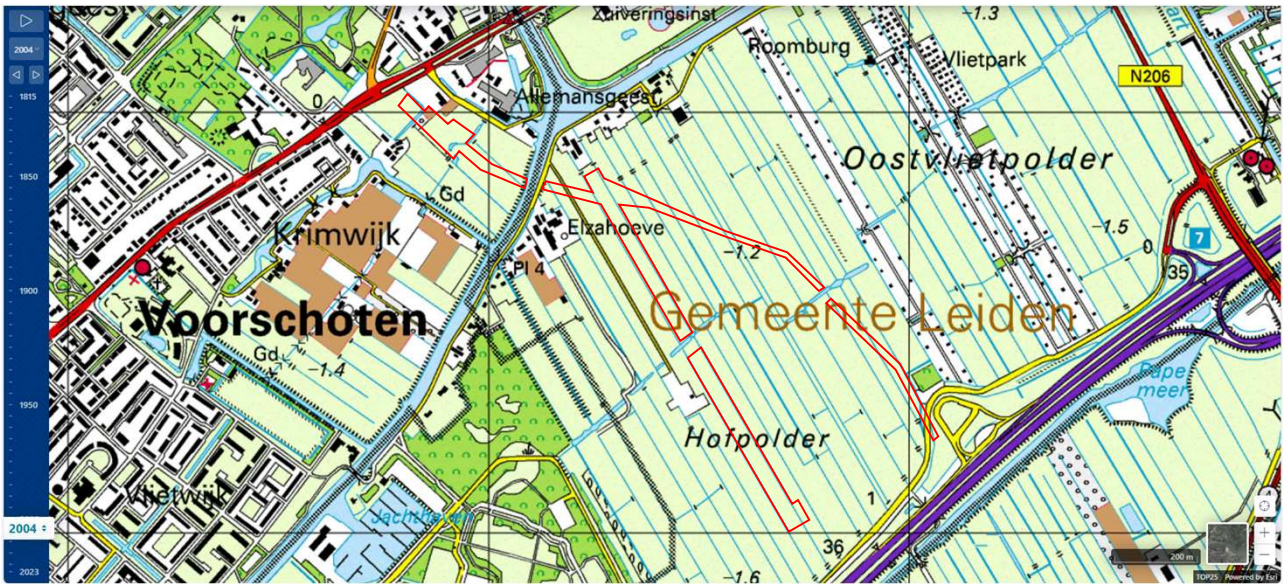 2004
1815
1850
1900
1950
2004
2023
Zuiveringsinst
-1.3
Roomburg
Vlietpark
N206
0
Allemansgeest
Oostvlietpolder
Gd
Krimwijk
Elzahoeve
-1.2
-1.5
0
7
35
Pl 4
Voorschoten
Gemeente Leiden
Gd
-1.4
Papemeer
Hofpolder
Vlietwijk
Jachthaven
1
36
-1.6
200 m
TOP25
Powered by Esri